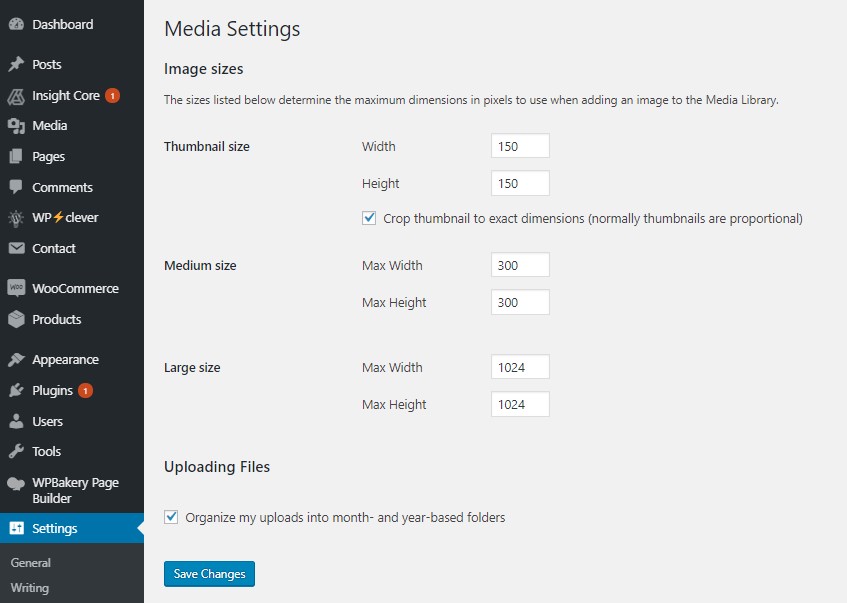 Dashboard
Posts
Insight Core 1
Media
Pages
Comments
WP⚡clever
Contact
WOO WooCommerce
Products
Appearance
Plugins 1
Users
Tools
WPBakery Page
Builder
Settings
General
Writing
Media Settings
Image sizes
The sizes listed below determine the maximum dimensions in pixels to use when adding an image to the Media Library.
Thumbnail size Width 150
Height 150
Crop thumbnail to exact dimensions (normally thumbnails are proportional)
Medium size Max Width 300
Max Height 300
Large size Max Width 1024
Max Height 1024
Uploading Files
Organize my uploads into month- and year-based folders
Save Changes